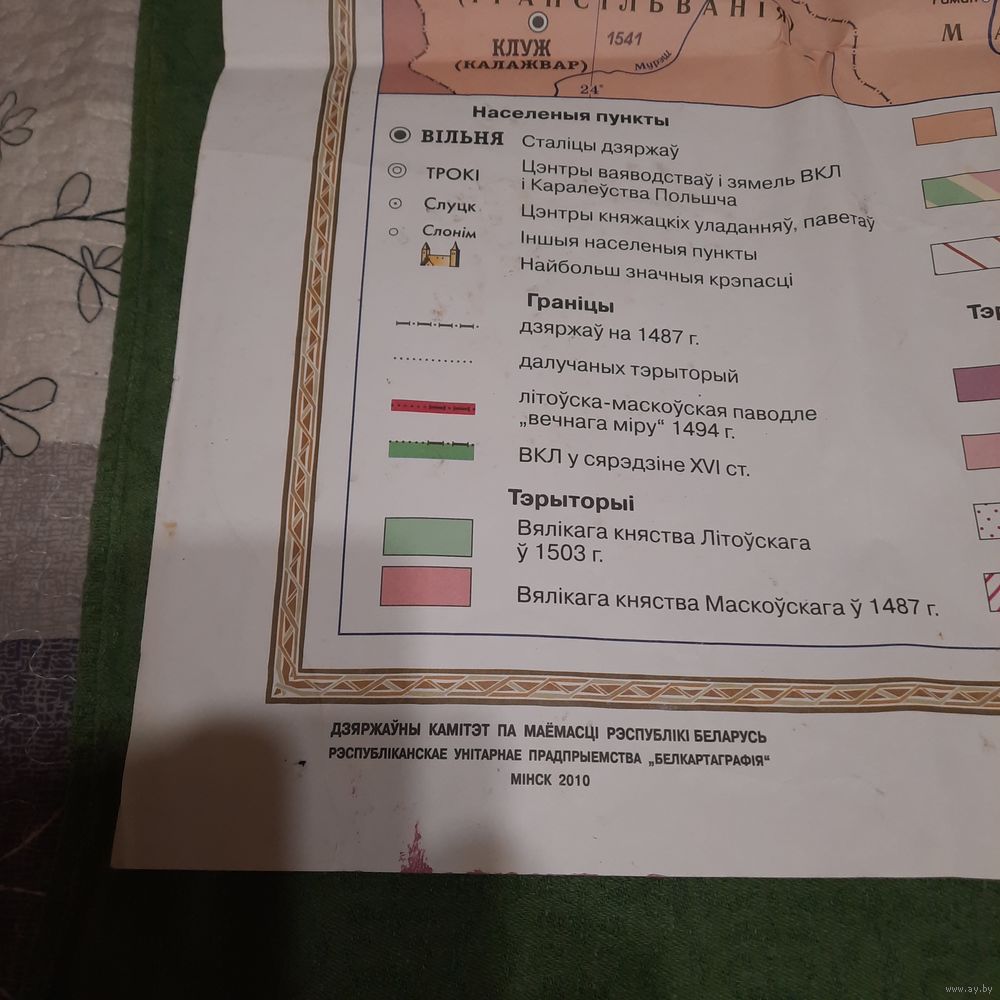 ТРАНСІЛЬВАНІЯ
М
КЛУЖ
1541
(КАЛАЖВАР)
Мурэш
24°
Населеныя пункты
ВІЛЬНЯ Сталіцы дзяржаў
ТРОКІ Цэнтры ваяводстваў і зямель ВКЛ
і Каралеўства Польшча
Слуцк Цэнтры княжацкіх уладанняў, паветаў
Слонім Іншыя населеныя пункты
Найбольш значныя крэпасці
Граніцы
дзяржаў на 1487 г.
далучаных тэрыторый
літоўска-маскоўская паводле
„вечнага міру“ 1494 г.
ВКЛ у сярэдзіне XVI ст.
Тэрыторыі
Вялікага княства Літоўскага
ў 1503 г.
Вялікага княства Маскоўскага ў 1487 г.
ДЗЯРЖАЎНЫ КАМІТЭТ ПА МАЁМАСЦІ РЭСПУБЛІКІ БЕЛАРУСЬ
РЭСПУБЛІКАНСКАЕ УНІТАРНАЕ ПРАДПРЫЕМСТВА „БЕЛКАРТАГРАФІЯ“
МІНСК 2010
www.ay.by